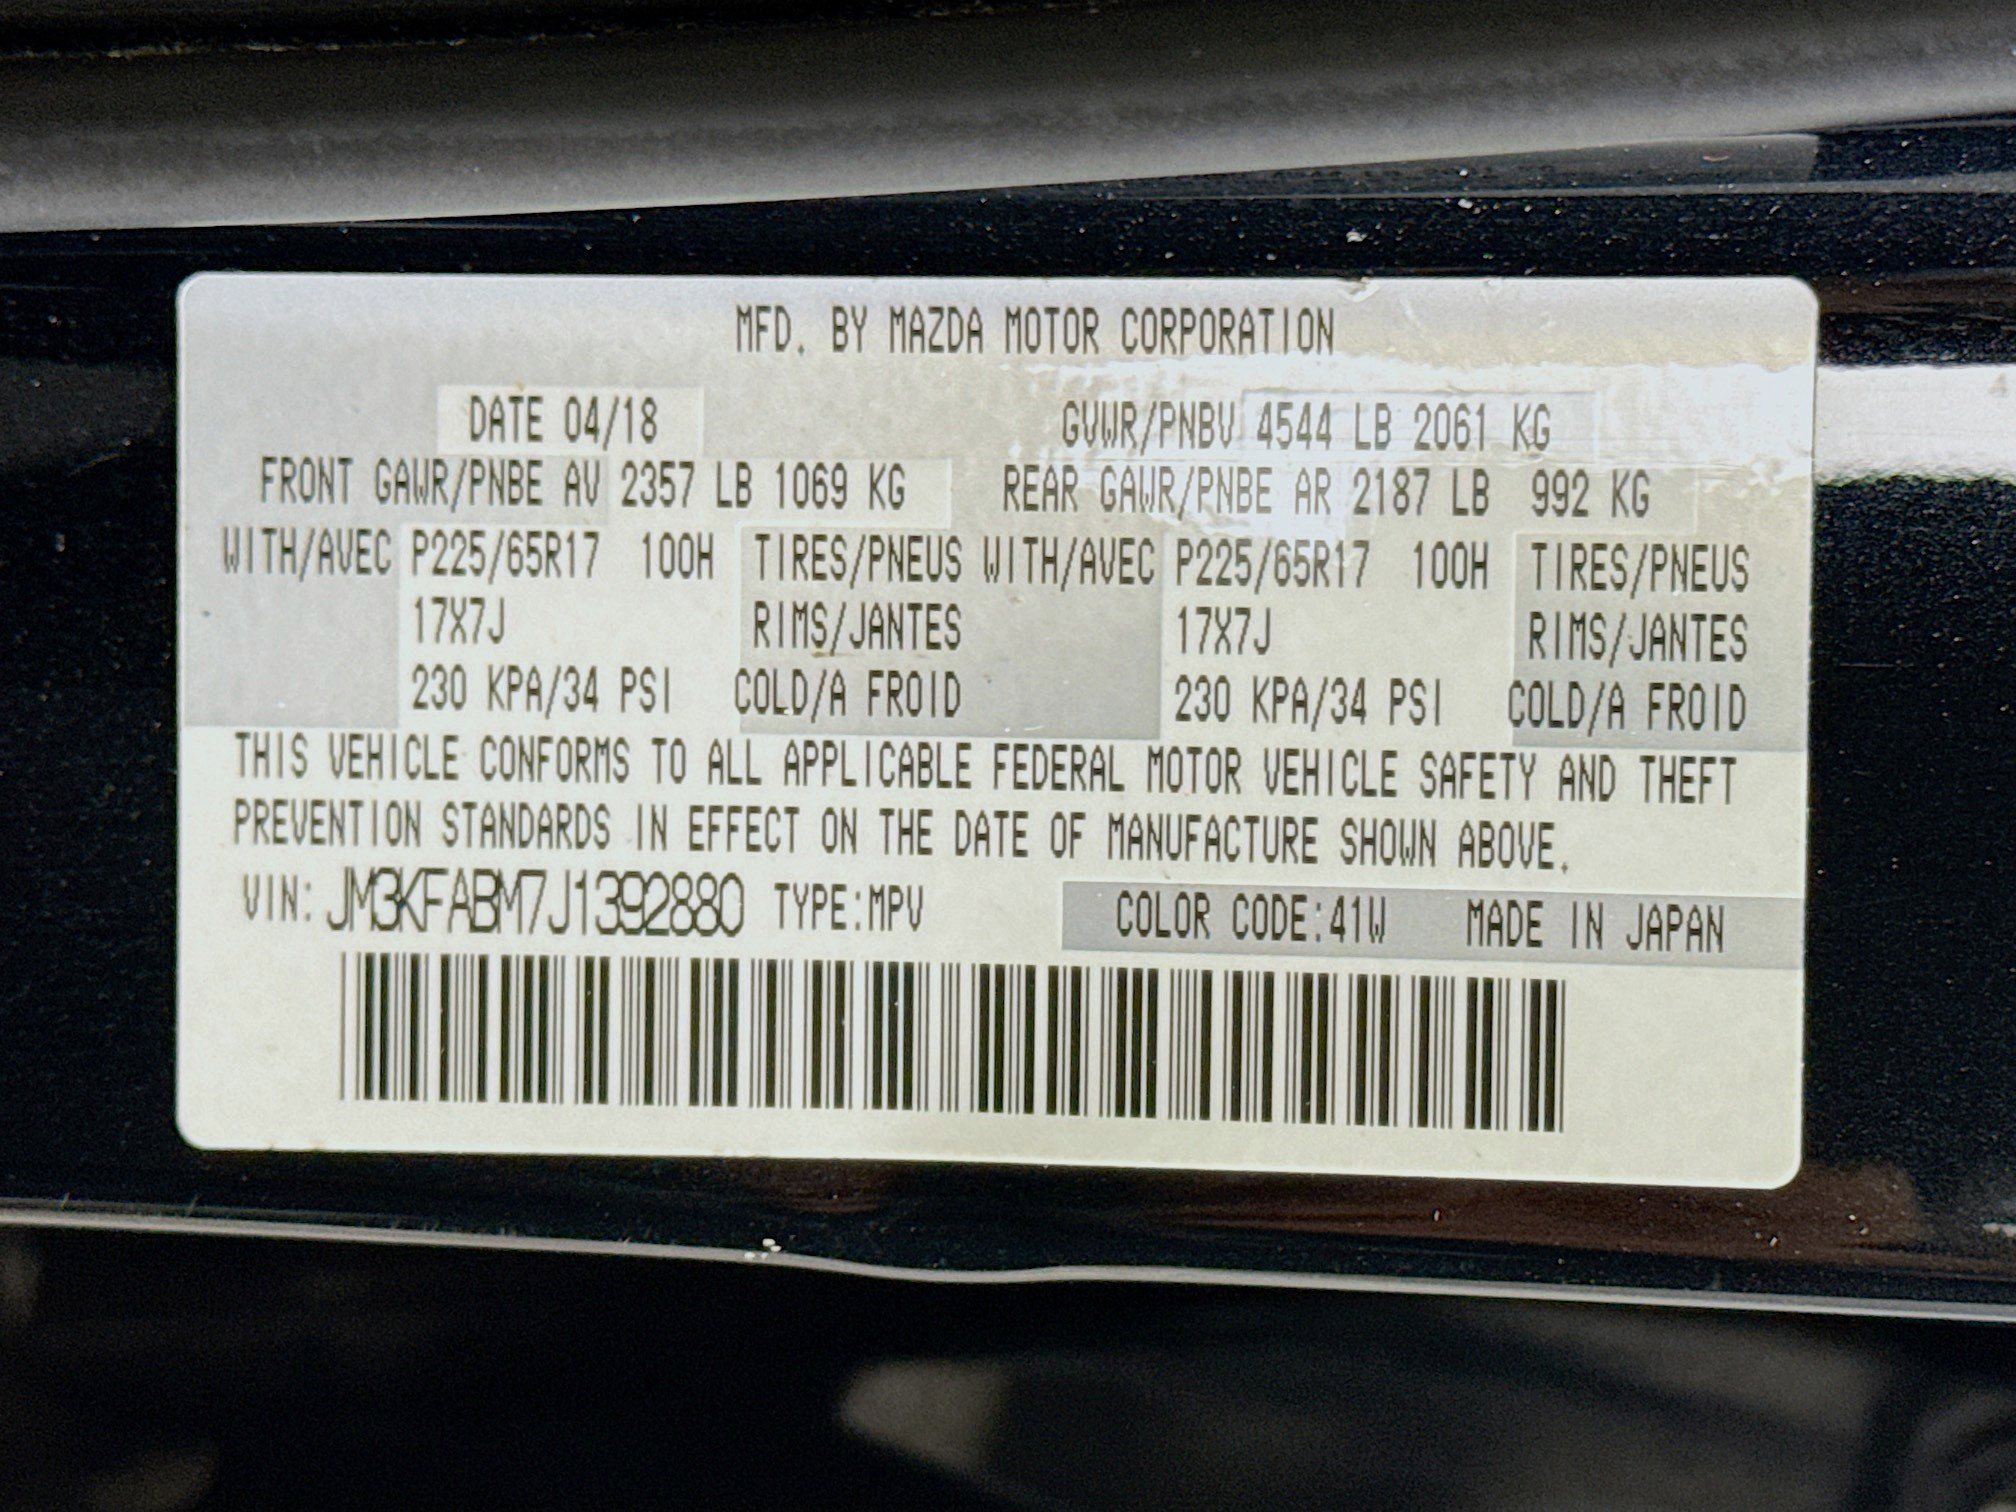 MFD. BY MAZDA MOTOR CORPORATION
DATE 04/18 GVWR/PNBV 4544 LB 2061 KG
FRONT GAWR/PNBE AV 2357 LB 1069 KG REAR GAWR/PNBE AR 2187 LB 992 KG
WITH/AVEC P225/65R17 100H TIRES/PNEUS WITH/AVEC P225/65R17 100H TIRES/PNEUS
17X7J RIMS/JANTES 17X7J RIMS/JANTES
230 KPA/34 PSI COLD/A FROID 230 KPA/34 PSI COLD/A FROID
THIS VEHICLE CONFORMS TO ALL APPLICABLE FEDERAL MOTOR VEHICLE SAFETY AND THEFT
PREVENTION STANDARDS IN EFFECT ON THE DATE OF MANUFACTURE SHOWN ABOVE.
VIN: JM3KFABM7J1392880 TYPE:MPV COLOR CODE:41W MADE IN JAPAN